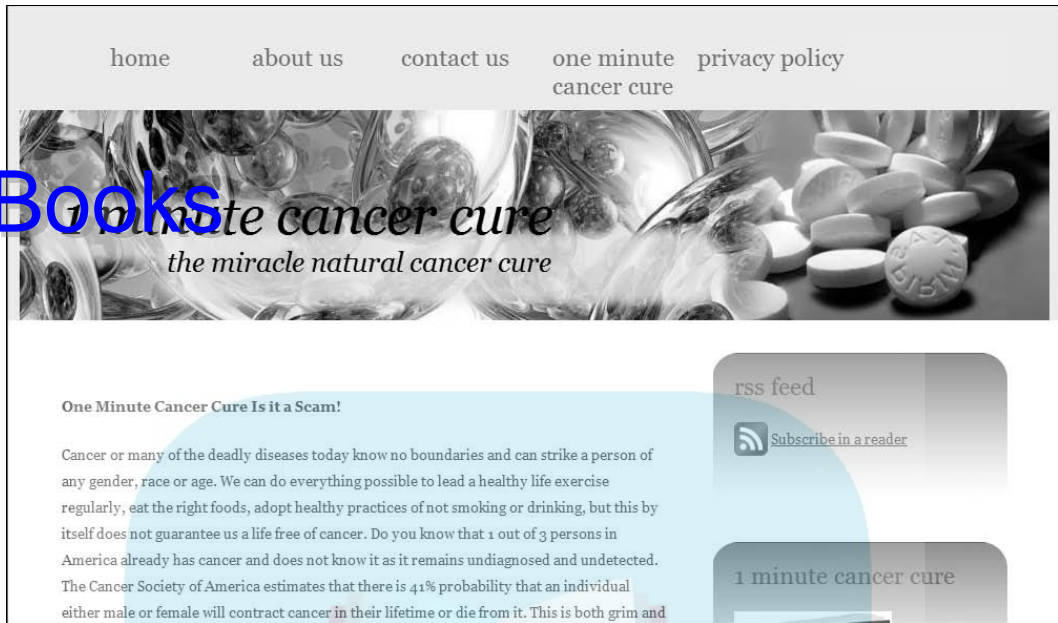 home about us contact us one minute cancer cure privacy policy
Books
1 minute cancer cure
the miracle natural cancer cure
BAYER
One Minute Cancer Cure Is it a Scam!
Cancer or many of the deadly diseases today know no boundaries and can strike a person of
any gender, race or age. We can do everything possible to lead a healthy life exercise
regularly, eat the right foods, adopt healthy practices of not smoking or drinking, but this by
itself does not guarantee us a life free of cancer. Do you know that 1 out of 3 persons in
America already has cancer and does not know it as it remains undiagnosed and undetected.
The Cancer Society of America estimates that there is 41% probability that an individual
either male or female will contract cancer in their lifetime or die from it. This is both grim and
rss feed
Subscribe in a reader
1 minute cancer cure